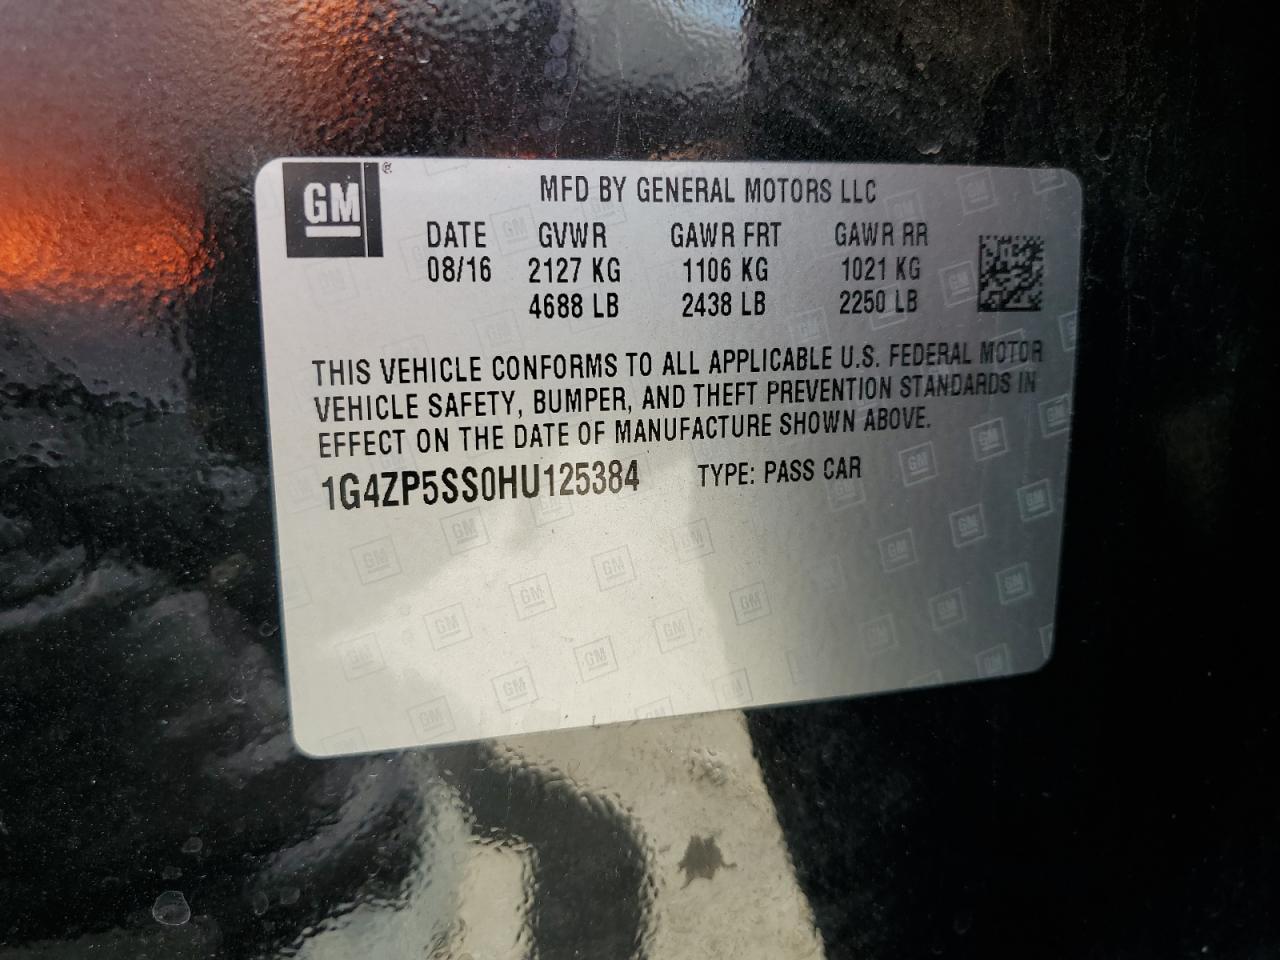 GM
MFD BY GENERAL MOTORS LLC
DATE GVWR GAWR FRT GAWR RR
08/16 2127 KG 1106 KG 1021 KG
4688 LB 2438 LB 2250 LB
THIS VEHICLE CONFORMS TO ALL APPLICABLE U.S. FEDERAL MOTOR
VEHICLE SAFETY, BUMPER, AND THEFT PREVENTION STANDARDS IN
EFFECT ON THE DATE OF MANUFACTURE SHOWN ABOVE.
1G4ZP5SS0HU125384 TYPE: PASS CAR